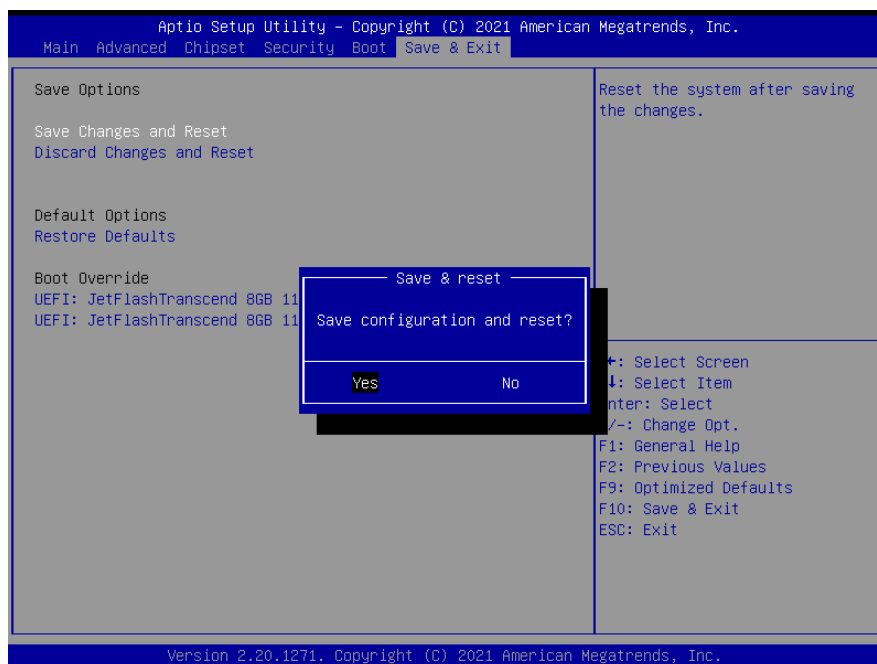 Aptio Setup Utility – Copyright (C) 2021 American Megatrends, Inc.
Main Advanced Chipset Security Boot Save & Exit
Save Options
Save Changes and Reset
Discard Changes and Reset
Default Options
Restore Defaults
Boot Override
UEFI: JetFlashTranscend 8GB 11
UEFI: JetFlashTranscend 8GB 11
Save & reset
Save configuration and reset?
Yes No
Reset the system after saving
the changes.
: Select Screen
: Select Item
nter: Select
/-: Change Opt.
F1: General Help
F2: Previous Values
F9: Optimized Defaults
F10: Save & Exit
ESC: Exit
Version 2.20.1271. Copyright (C) 2021 American Megatrends, Inc.